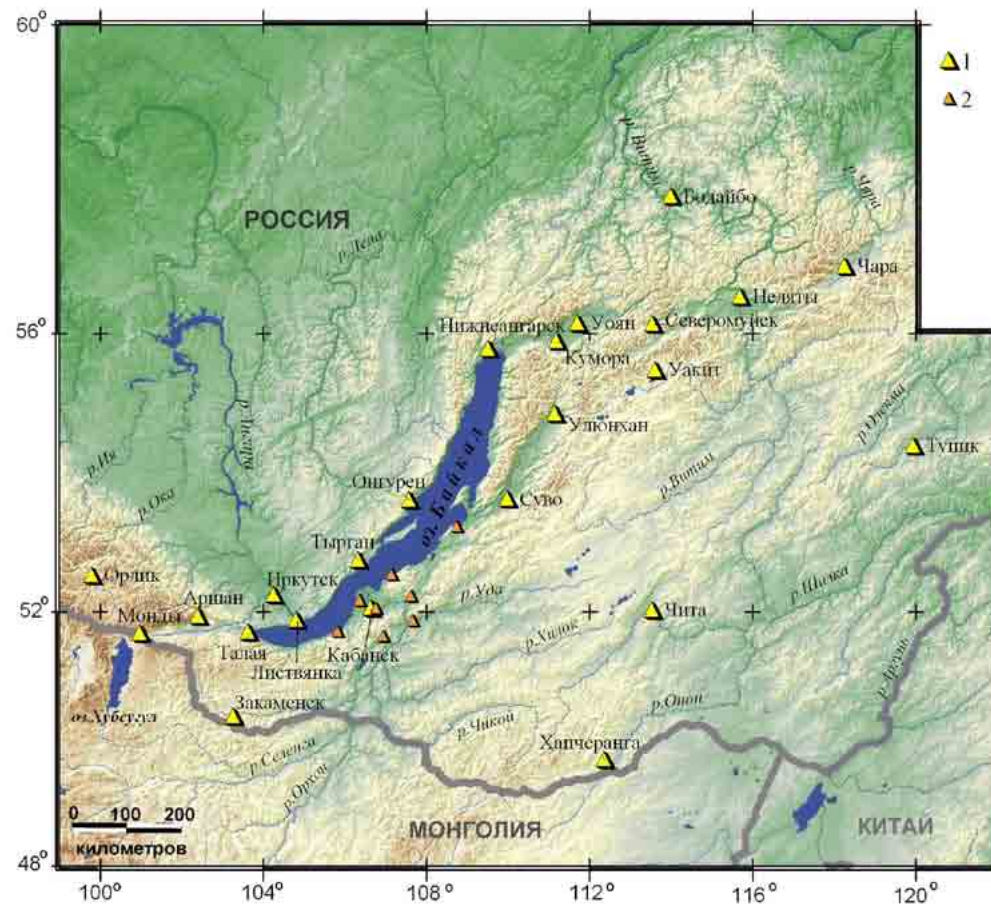 60°
1
2
р. Витим
р. Чара
Бодайбо
РОССИЯ
р.Лена
Чара
Неляты
Нижнеангарск
Уоян
Северомуйск
56°
Кумора
Уакит
р.Ангара
р.Олекма
Улюнхан
Тупик
р.Ия
р.Витим
Онгурен
оз. Байкал
Суво
р.Ока
Тырган
Орлик
Иркутск
р.Уда
р.Шилка
Аршан
52°
Монды
Чита
р.Хилок
Талая
Кабанск
Листвянка
р.Аргунь
Закаменск
р.Онон
оз.Хубсугул
р.Чикой
Хапчеранга
р.Селенга
р.Орхон
0 100 200
километров
МОНГОЛИЯ
КИТАЙ
48°
100° 104° 108° 112° 116° 120°